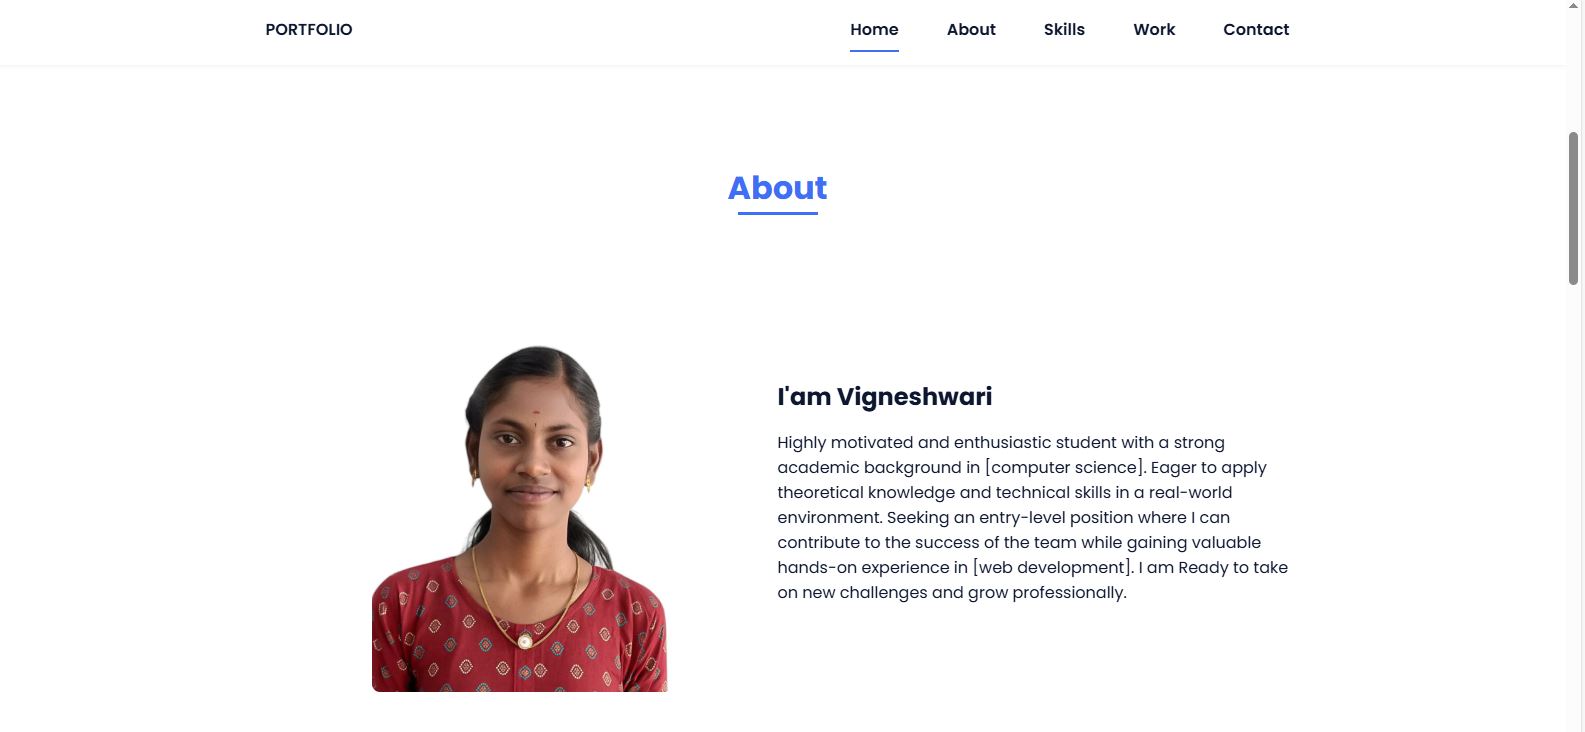 PORTFOLIO
Home About Skills Work Contact
About
I'am Vigneshwari
Highly motivated and enthusiastic student with a strong
academic background in [computer science]. Eager to apply
theoretical knowledge and technical skills in a real-world
environment. Seeking an entry-level position where I can
contribute to the success of the team while gaining valuable
hands-on experience in [web development]. I am Ready to take
on new challenges and grow professionally.